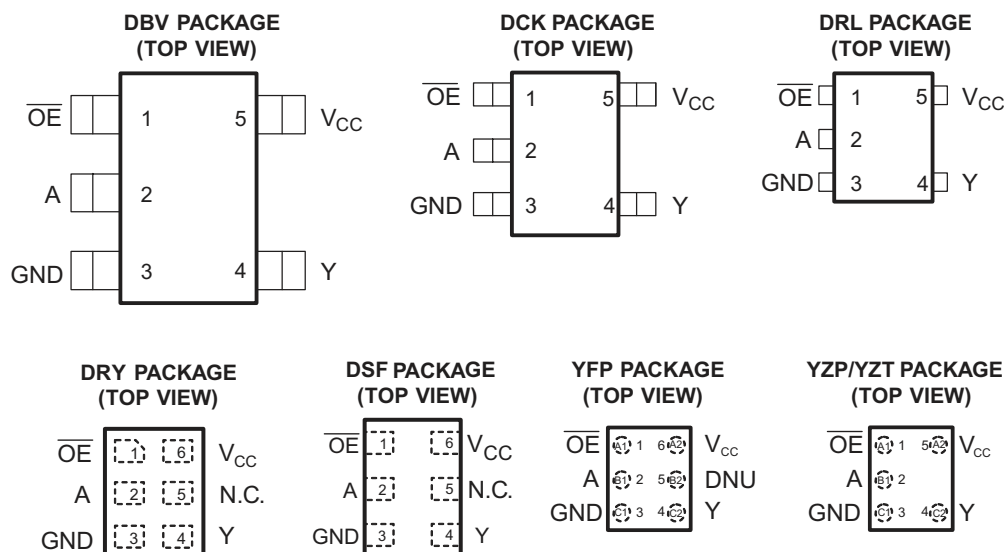 DBV PACKAGE
(TOP VIEW)
OE 1 5 VCC
A 2
GND 3 4 Y
DCK PACKAGE
(TOP VIEW)
OE 1 5 VCC
A 2
GND 3 4 Y
DRL PACKAGE
(TOP VIEW)
OE 1 5 VCC
A 2
GND 3 4 Y
DRY PACKAGE
(TOP VIEW)
OE 1 6 VCC
A 2 5 N.C.
GND 3 4 Y
DSF PACKAGE
(TOP VIEW)
OE 1 6 VCC
A 2 5 N.C.
GND 3 4 Y
YFP PACKAGE
(TOP VIEW)
OE A1 1 6 A2 VCC
A B1 2 5 B2 DNU
GND C1 3 4 C2 Y
YZP/YZT PACKAGE
(TOP VIEW)
OE A1 1 5 A2 VCC
A B1 2
GND C1 3 4 C2 Y